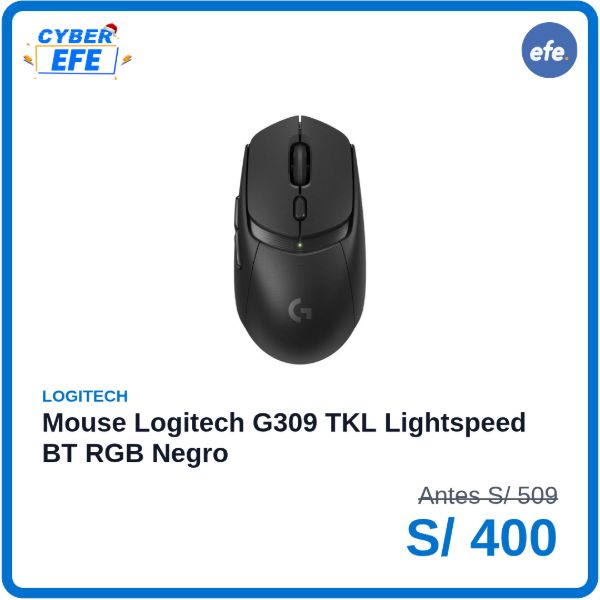 CYBER
EFE
efe.
LOGITECH
Mouse Logitech G309 TKL Lightspeed
BT RGB Negro
Antes S/ 509
S/ 400